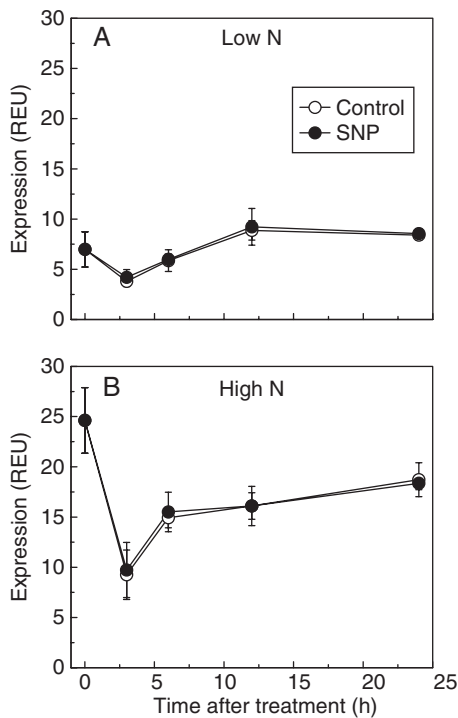 A
Low N
Control
SNP
Expression (REU)
30
25
20
15
10
5
0
B
High N
Expression (REU)
30
25
20
15
10
5
0
0 5 10 15 20 25
Time after treatment (h)